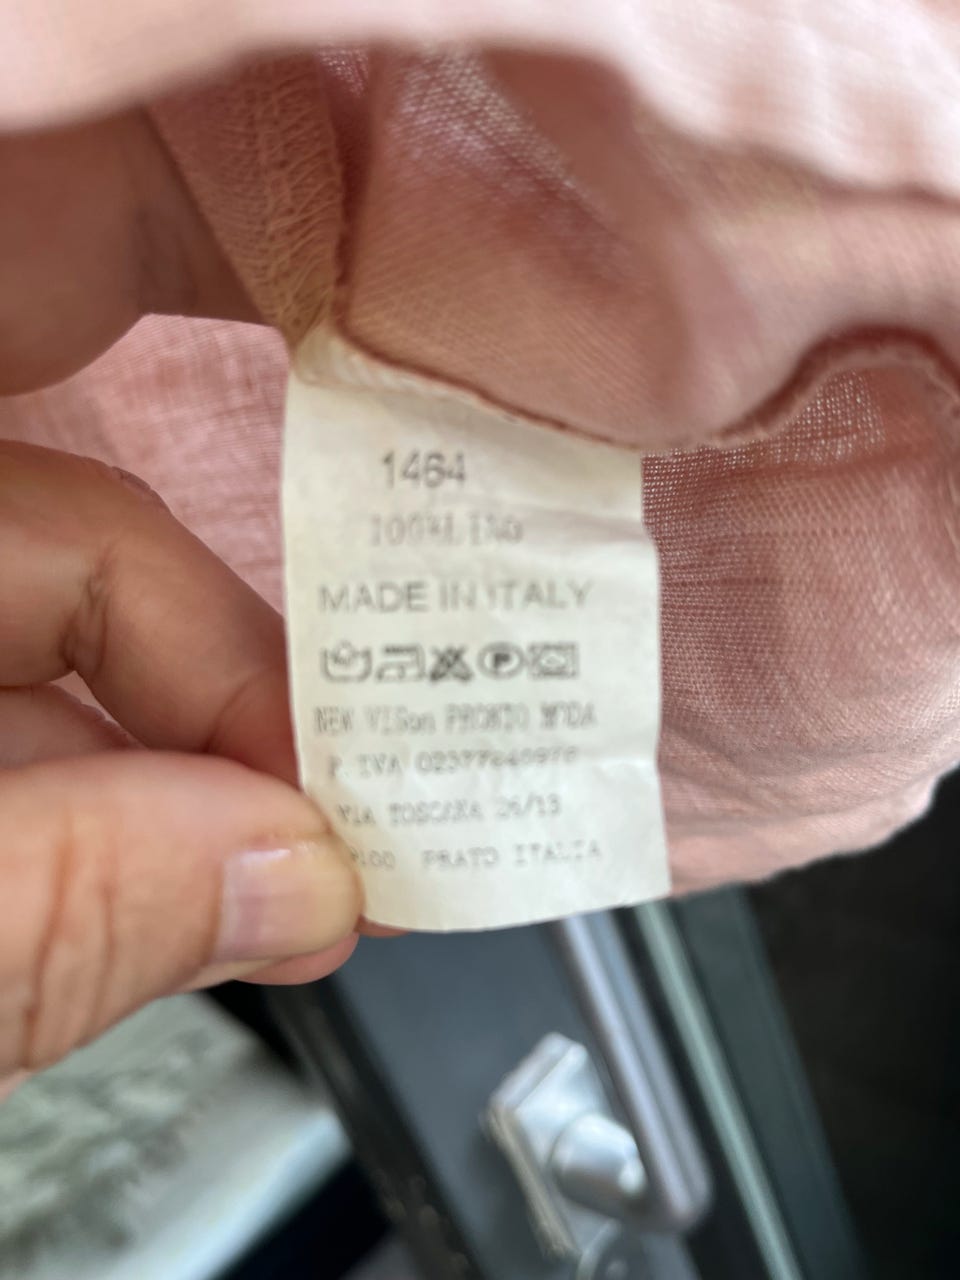 1464
100%LINO
MADE IN ITALY
NEW VISon PRONTO MODA
P. IVA
VIA TOSCANA 26/13
PRATO ITALIA